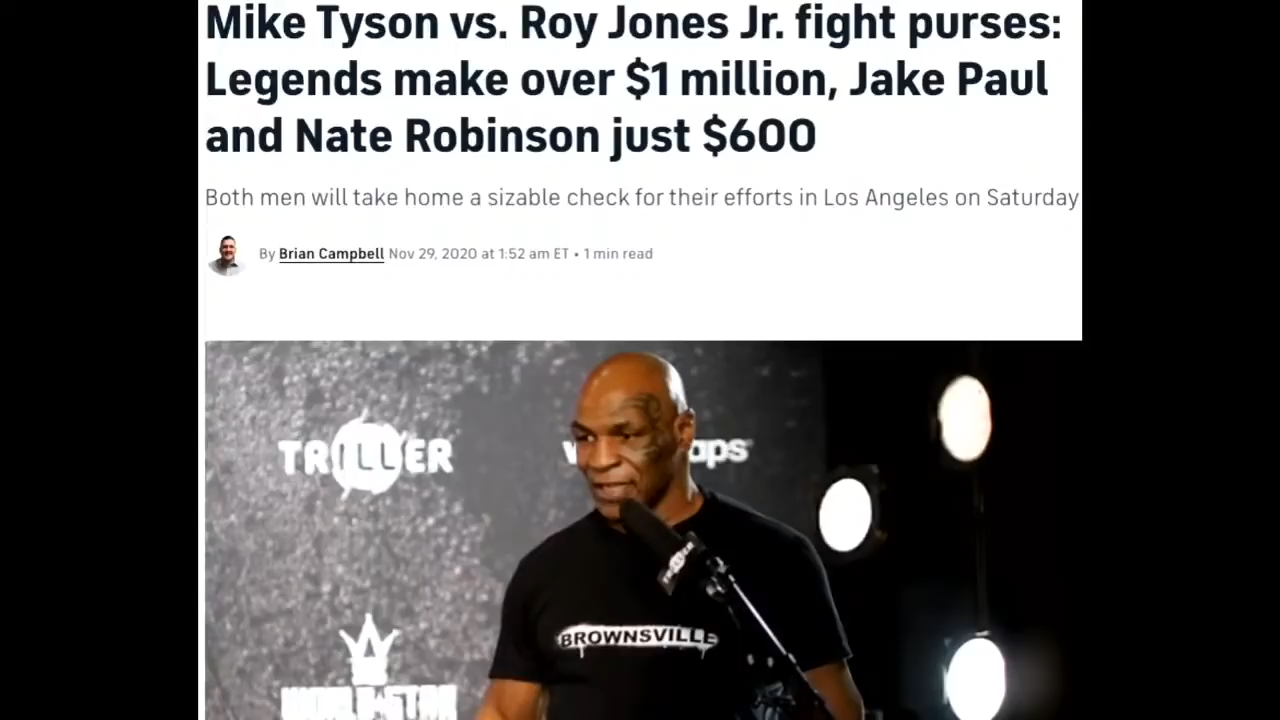 Mike Tyson vs. Roy Jones Jr. fight purses:
Legends make over $1 million, Jake Paul
and Nate Robinson just $600
Both men will take home a sizable check for their efforts in Los Angeles on Saturday
By Brian Campbell Nov 29, 2020 at 1:52 am ET • 1 min read
TRILLER
TRILLER
BROWNSVILLE